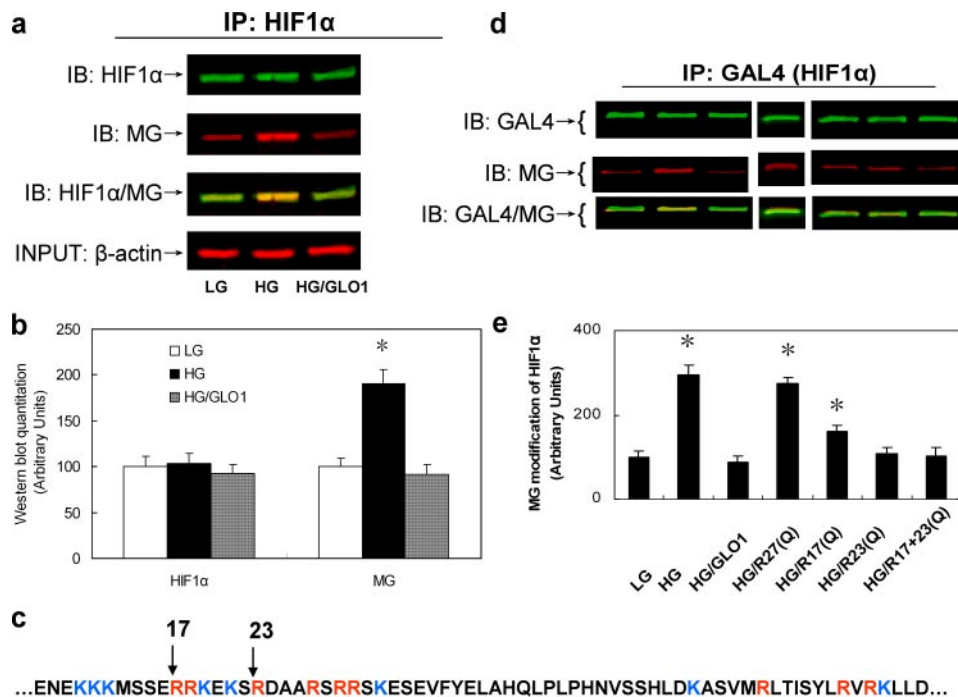 a
IP: HIF1α
IB: HIF1α→
IB: MG→
IB: HIF1α/MG→
INPUT: β-actin→
LG HG HG/GLO1
d
IP: GAL4 (HIF1α)
IB: GAL4→{
IB: MG→{
IB: GAL4/MG→{
b
Western blot quantitation
(Arbitrary Units)
250
200
150
100
50
0
LG
HG
HG/GLO1
*
HIF1α MG
e
MG modification of HIF1α
(Arbitrary Units)
400
200
0
* * *
LG
HG
HG/GLO1
HG/R27(Q)
HG/R17(Q)
HG/R23(Q)
HG/R17+23(Q)
c
17 23
...ENEKKKMSSERRKEKSRDAARSRRSKESEVFYELAHQLPLPHNVSSHLDKASVMRLTISYLRVRKLLD...